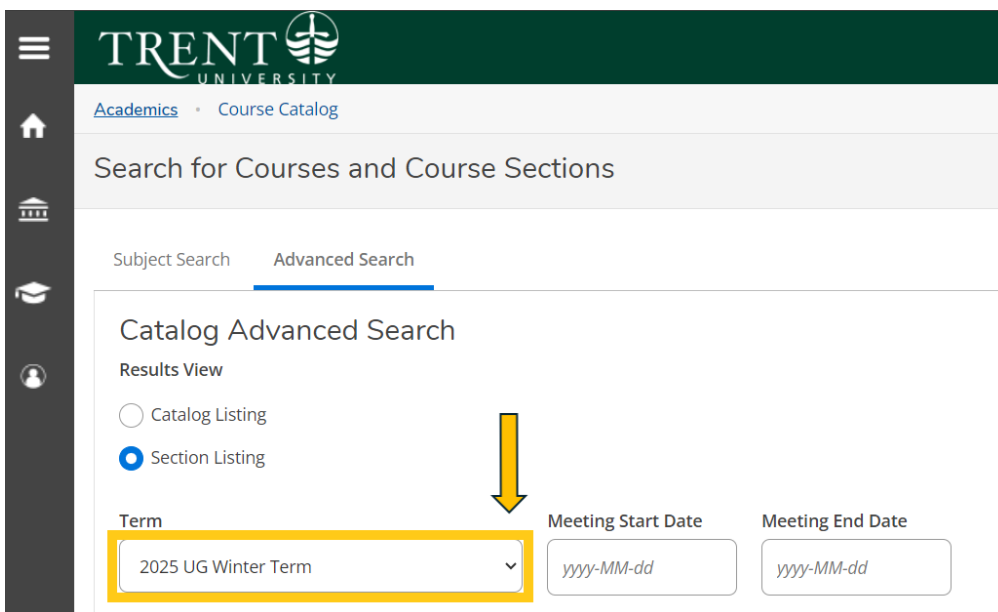 TRENT
UNIVERSITY
Academics • Course Catalog
Search for Courses and Course Sections
Subject Search Advanced Search
Catalog Advanced Search
Results View
Catalog Listing
Section Listing
Term Meeting Start Date Meeting End Date
2025 UG Winter Term yyyy-MM-dd yyyy-MM-dd